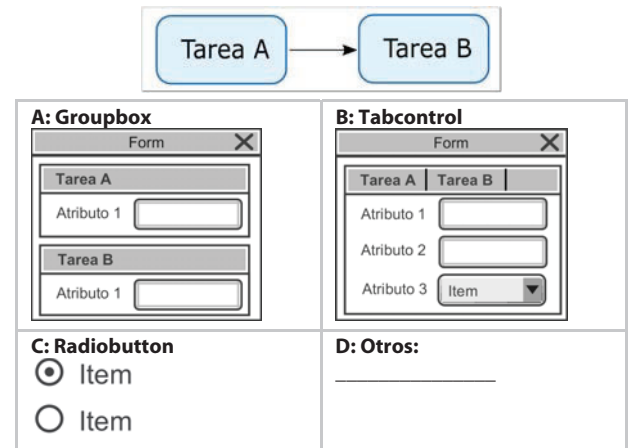 Tarea A Tarea B
A: Groupbox
Form
Tarea A
Atributo 1
Tarea B
Atributo 1
B: Tabcontrol
Form
Tarea A Tarea B
Atributo 1
Atributo 2
Atributo 3 Item
C: Radiobutton
Item
Item
D: Otros:
_______________